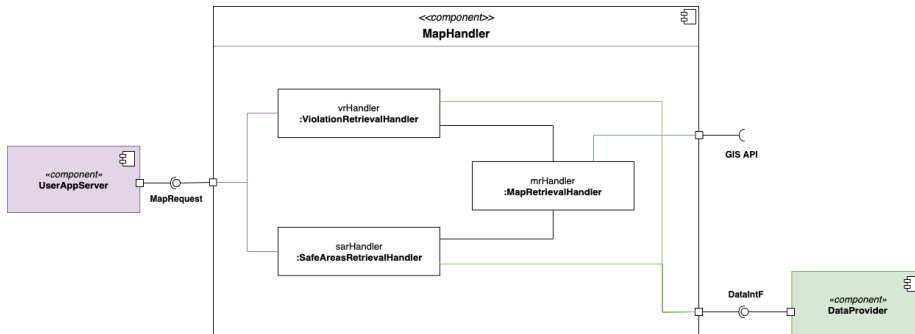 <<component>>
MapHandler
vrHandler
:ViolationRetrievalHandler
GIS API
«component»
UserAppServer
MapRequest
mrHandler
:MapRetrievalHandler
sarHandler
:SafeAreasRetrievalHandler
DataIntF
«component»
DataProvider